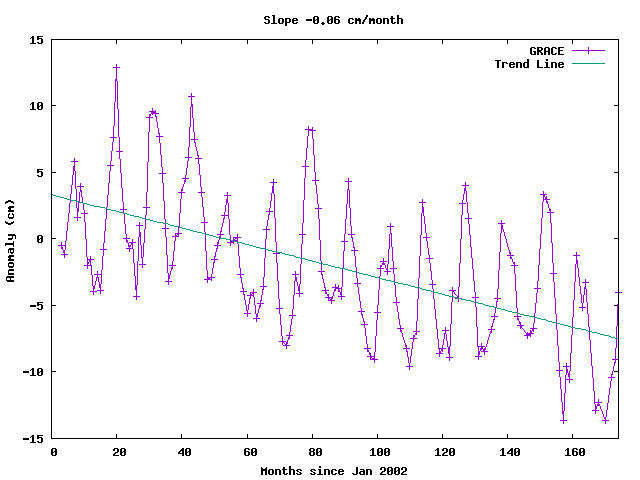 Slope -0.06 cm/month
GRACE
Trend Line
Anomaly (cm)
15
10
5
0
-5
-10
-15
0 20 40 60 80 100 120 140 160
Months since Jan 2002